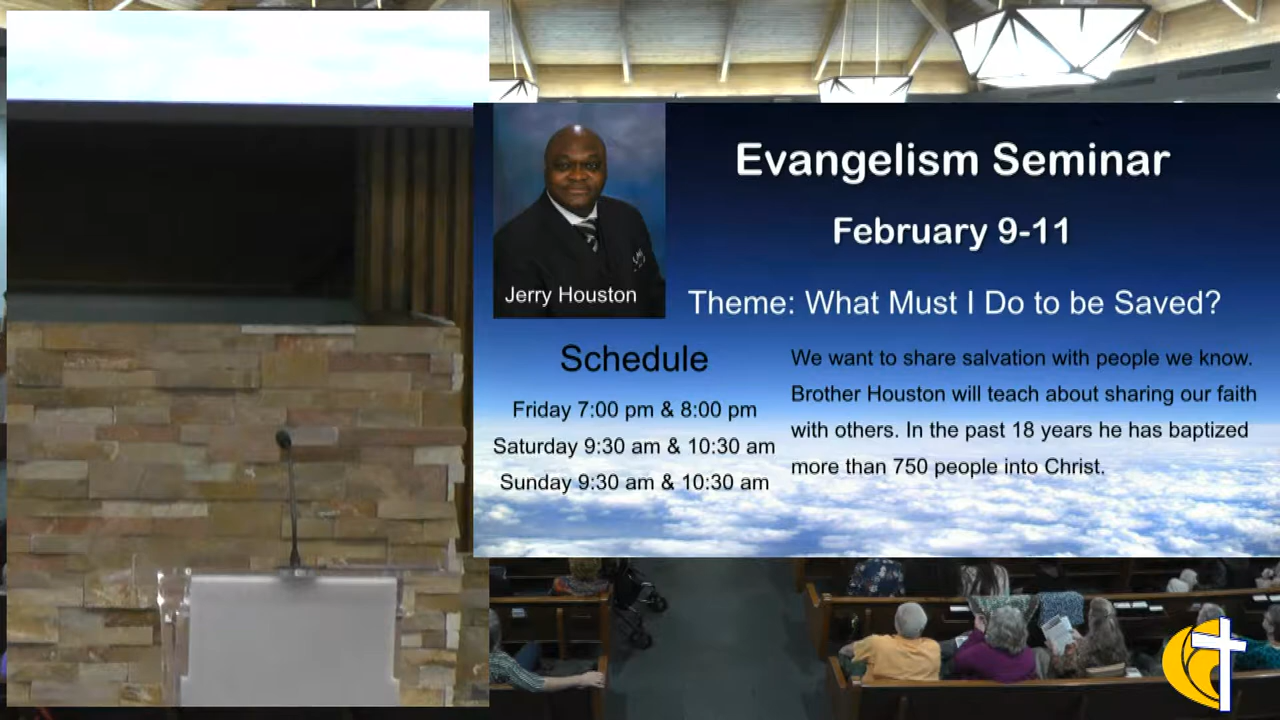 Evangelism Seminar
February 9-11
Jerry Houston
Theme: What Must I Do to be Saved?
Schedule
Friday 7:00 pm & 8:00 pm
Saturday 9:30 am & 10:30 am
Sunday 9:30 am & 10:30 am
We want to share salvation with people we know.
Brother Houston will teach about sharing our faith
with others. In the past 18 years he has baptized
more than 750 people into Christ.